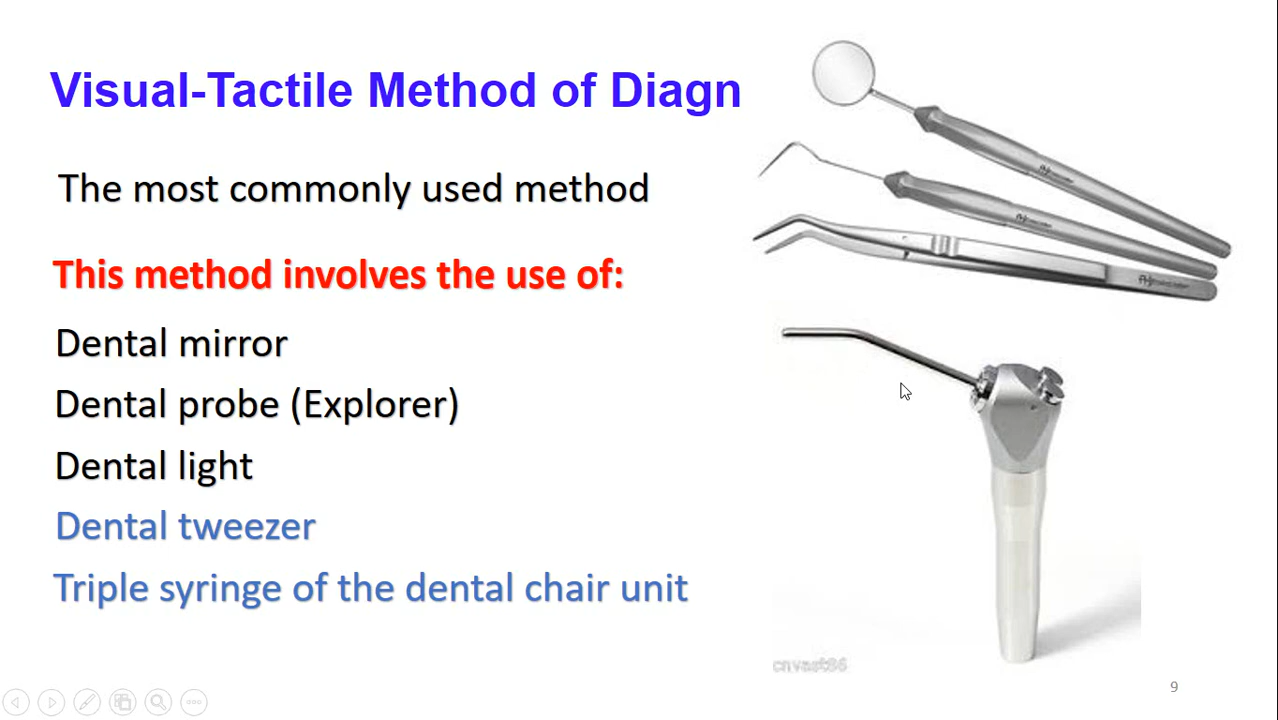 Visual-Tactile Method of Diagn
The most commonly used method
This method involves the use of:
Dental mirror
Dental probe (Explorer)
Dental light
Dental tweezer
Triple syringe of the dental chair unit
cnvast86
9